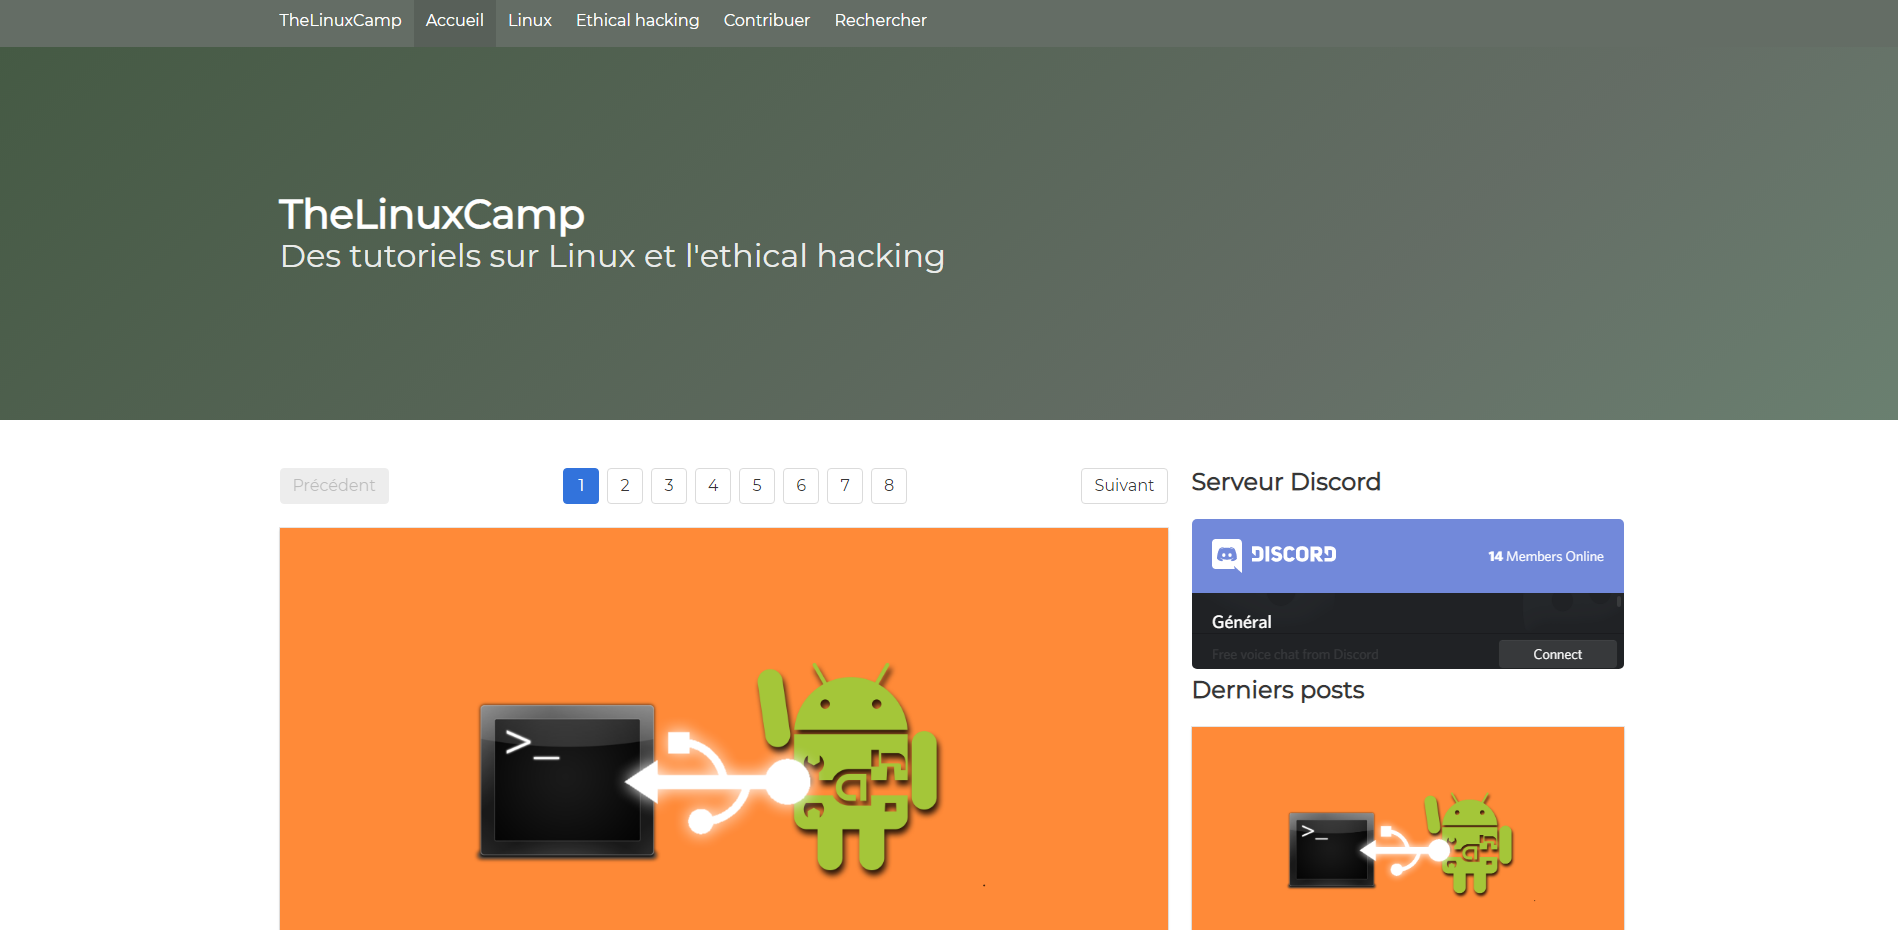 TheLinuxCamp Accueil Linux Ethical hacking Contribuer Rechercher
TheLinuxCamp
Des tutoriels sur Linux et l'ethical hacking
Précédent 1 2 3 4 5 6 7 8 Suivant
>_
Serveur Discord
DISCORD 14 Members Online
Général
Free voice chat from Discord Connect
Derniers posts
>_